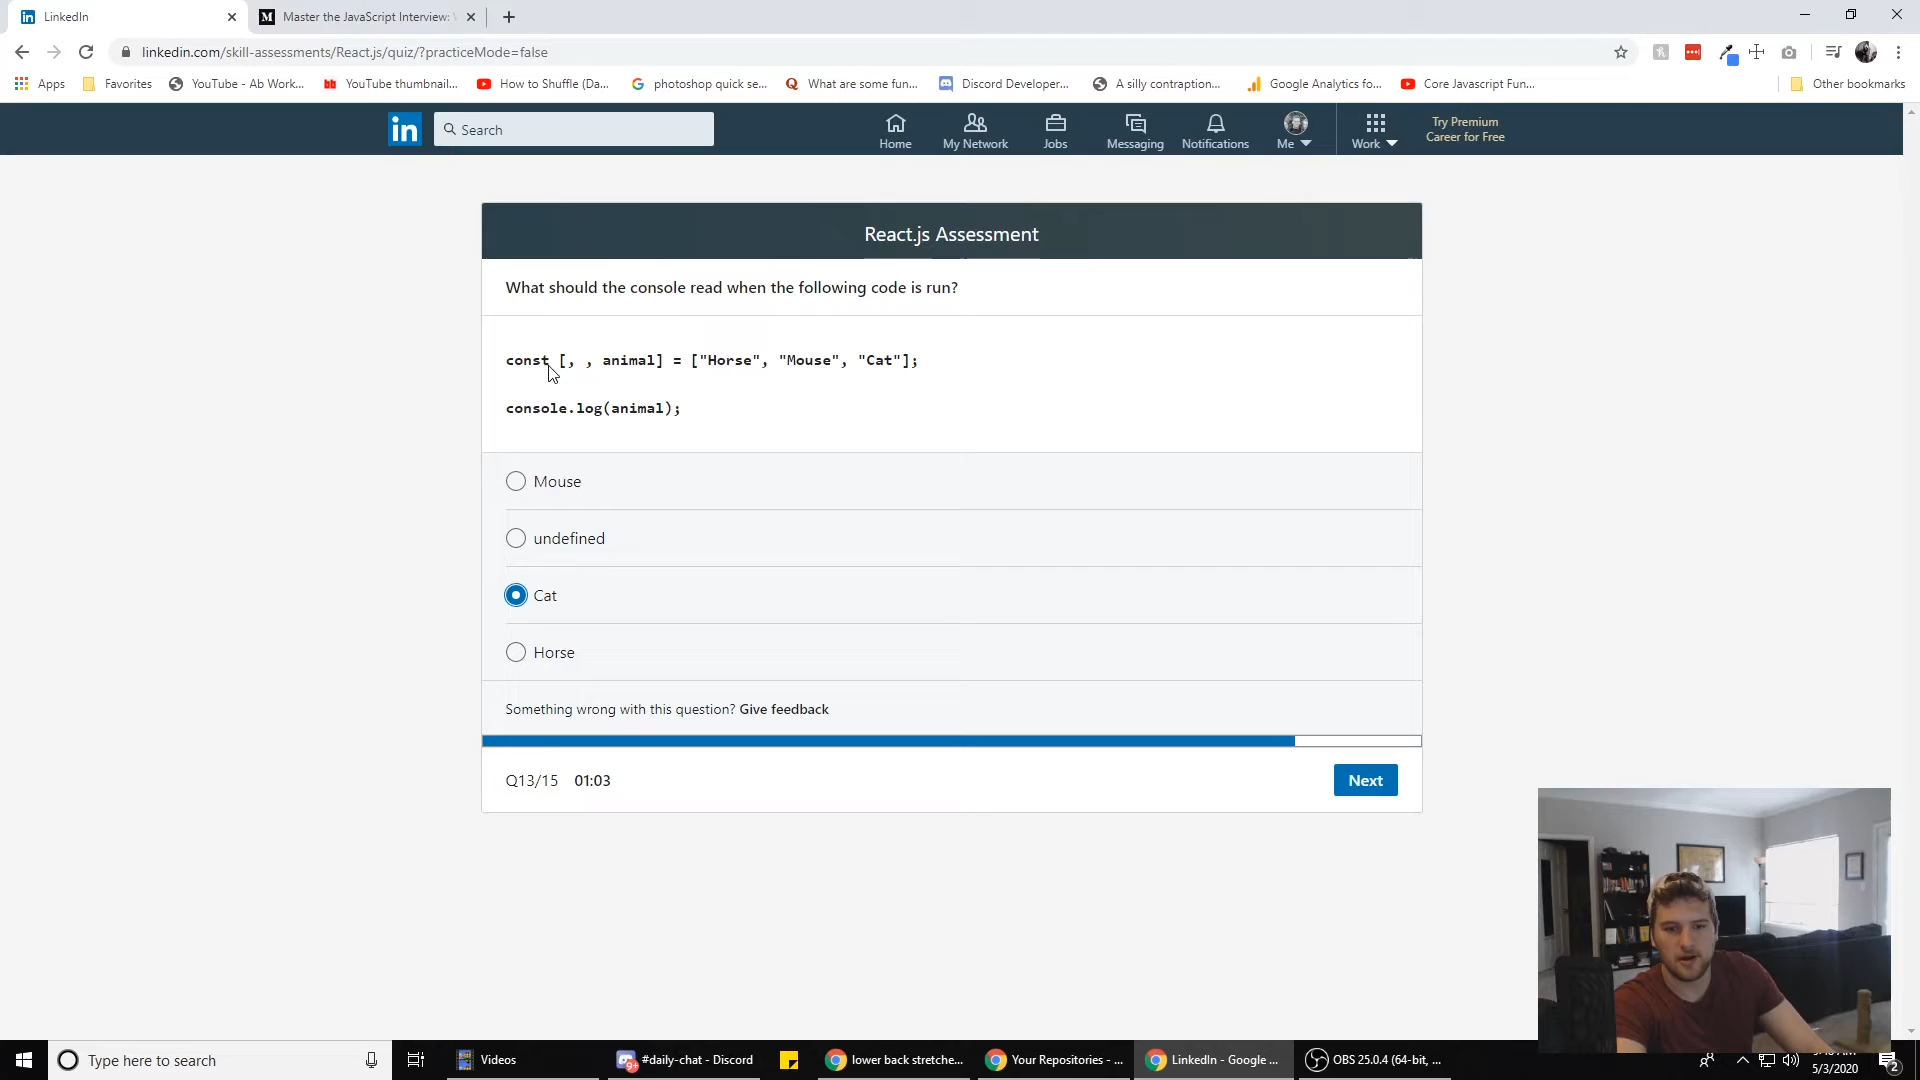 LinkedIn
Master the JavaScript Interview:
linkedin.com/skill-assessments/React.js/quiz/?practiceMode=false
Apps
Favorites
YouTube - Ab Work...
YouTube thumbnail...
How to Shuffle (Da...
photoshop quick se...
What are some fun...
Discord Developer...
A silly contraption...
Google Analytics fo...
Core Javascript Fun...
Other bookmarks
in
Search
Home
My Network
Jobs
Messaging
Notifications
Me
Work
Try Premium
Career for Free
React.js Assessment
What should the console read when the following code is run?
const [, , animal] = ["Horse", "Mouse", "Cat"];
console.log(animal);
Mouse
undefined
Cat
Horse
Something wrong with this question? Give feedback
Q13/15 01:03
Next
Type here to search
Videos
#daily-chat - Discord
lower back stretche...
Your Repositories - ...
LinkedIn - Google ...
OBS 25.0.4 (64-bit, ...
5/3/2020
2